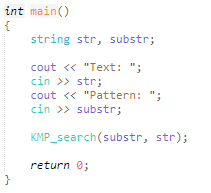 int main()
{
string str, substr;
cout << "Text: ";
cin >> str;
cout << "Pattern: ";
cin >> substr;
KMP_search(substr, str);
return 0;
}